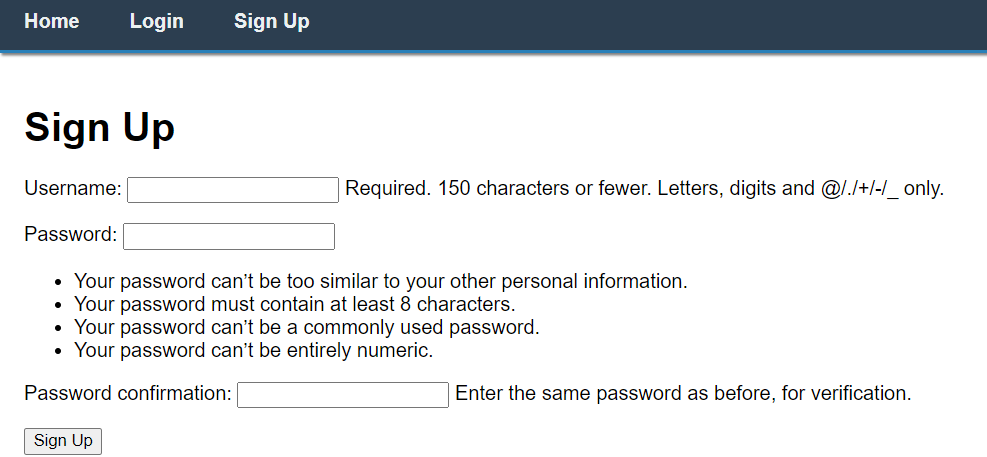 Home Login Sign Up
Sign Up
Username: Required. 150 characters or fewer. Letters, digits and @/./+/-/_ only.
Password:
Your password can’t be too similar to your other personal information.
Your password must contain at least 8 characters.
Your password can’t be a commonly used password.
Your password can’t be entirely numeric.
Password confirmation: Enter the same password as before, for verification.
Sign Up